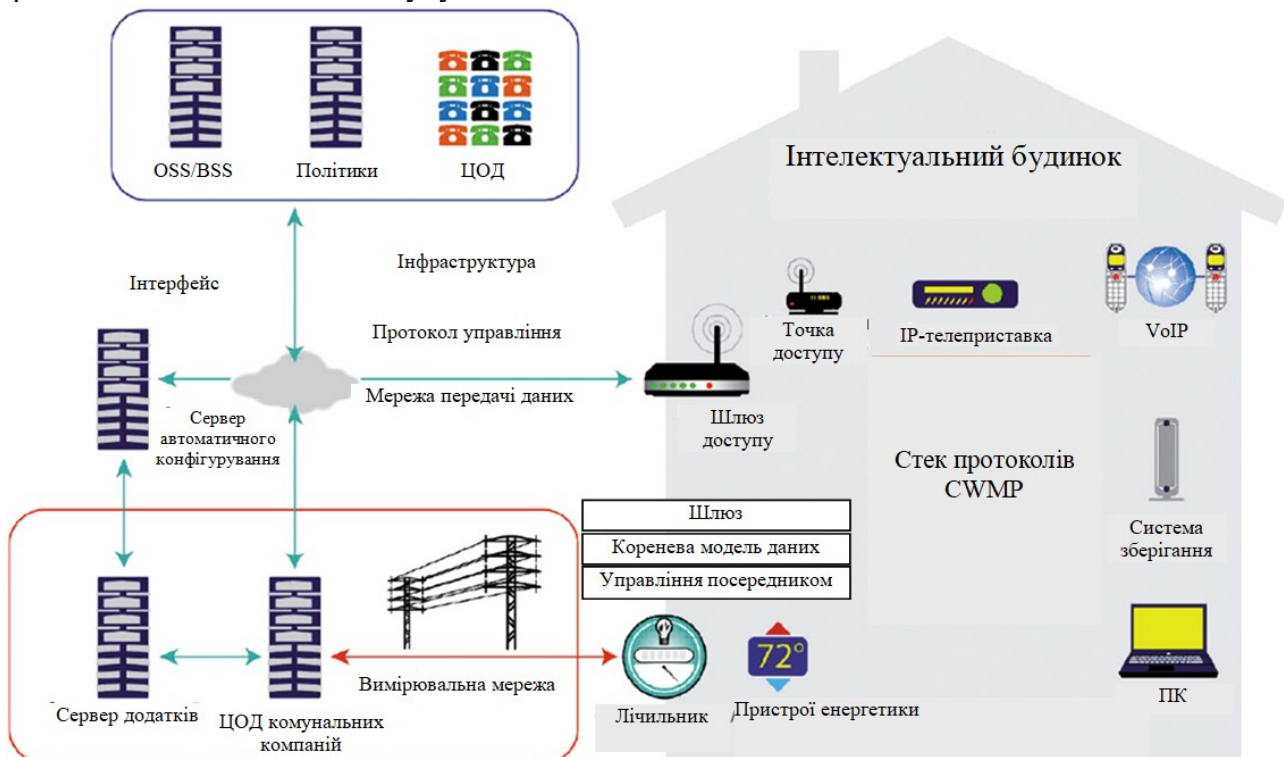 OSS/BSS
Політики
ЦОД
Інтелектуальний будинок
Інтерфейс
Інфраструктура
Протокол управління
Мережа передачі даних
Сервер
автоматичного
конфігурування
Точка
доступу
ІР-телеприставка
VoIP
Шлюз
доступу
Стек протоколів
CWMP
Система
зберігання
Шлюз
Коренева модель даних
Управління посередником
72°
Вимірювальна мережа
Сервер додатків
ЦОД комунальних
компаній
Лічильник
Пристрої енергетики
ПК